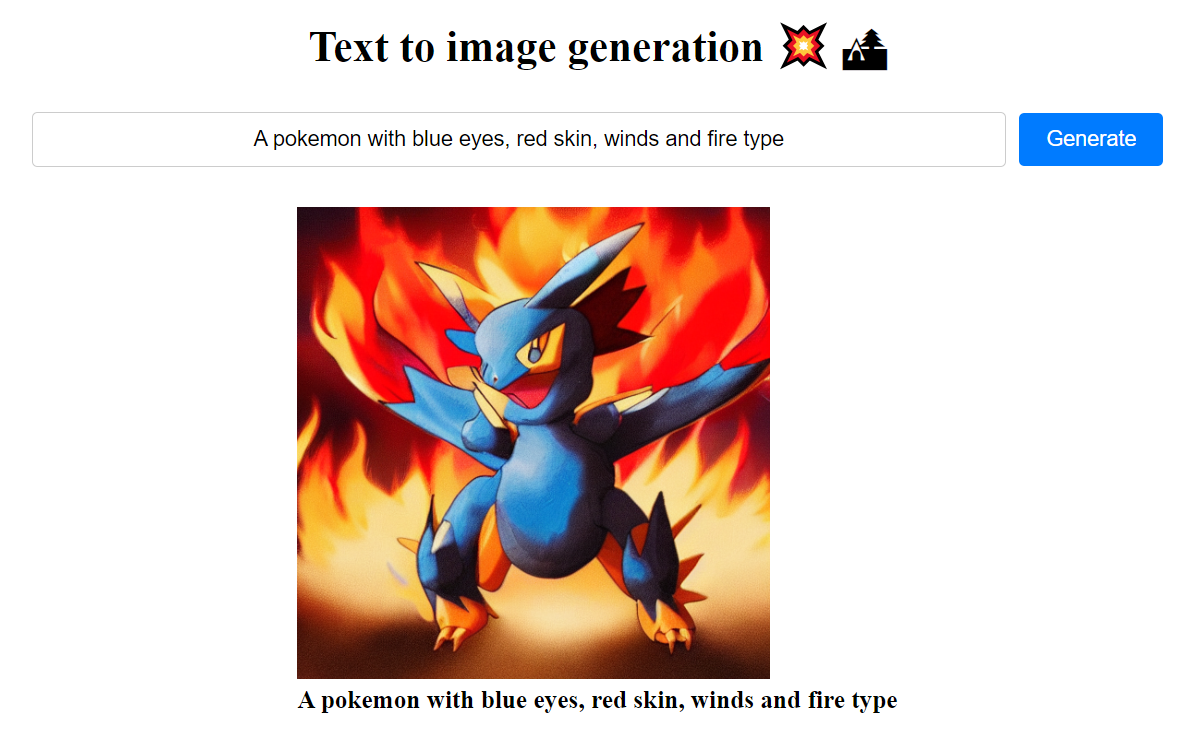 Text to image generation 💥 🏕
A pokemon with blue eyes, red skin, winds and fire type
Generate
A pokemon with blue eyes, red skin, winds and fire type